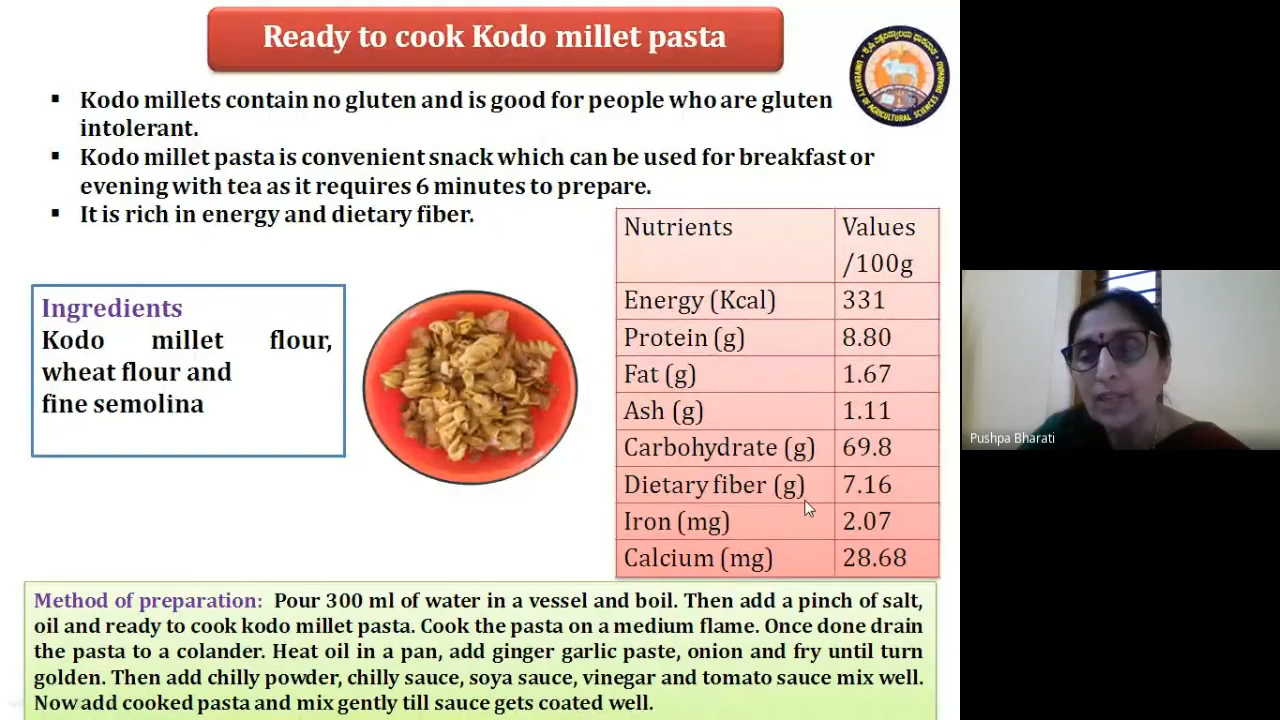 Ready to cook Kodo millet pasta
▪ Kodo millets contain no gluten and is good for people who are gluten
intolerant.
▪ Kodo millet pasta is convenient snack which can be used for breakfast or
evening with tea as it requires 6 minutes to prepare.
▪ It is rich in energy and dietary fiber.
UNIVERSITY OF AGRICULTURAL SCIENCES DHARWAD
Ingredients
Kodo millet flour,
wheat flour and
fine semolina
Nutrients Values
/100g
Energy (Kcal) 331
Protein (g) 8.80
Fat (g) 1.67
Ash (g) 1.11
Carbohydrate (g) 69.8
Dietary fiber (g) 7.16
Iron (mg) 2.07
Calcium (mg) 28.68
Method of preparation: Pour 300 ml of water in a vessel and boil. Then add a pinch of salt,
oil and ready to cook kodo millet pasta. Cook the pasta on a medium flame. Once done drain
the pasta to a colander. Heat oil in a pan, add ginger garlic paste, onion and fry until turn
golden. Then add chilly powder, chilly sauce, soya sauce, vinegar and tomato sauce mix well.
Now add cooked pasta and mix gently till sauce gets coated well.
Pushpa Bharati